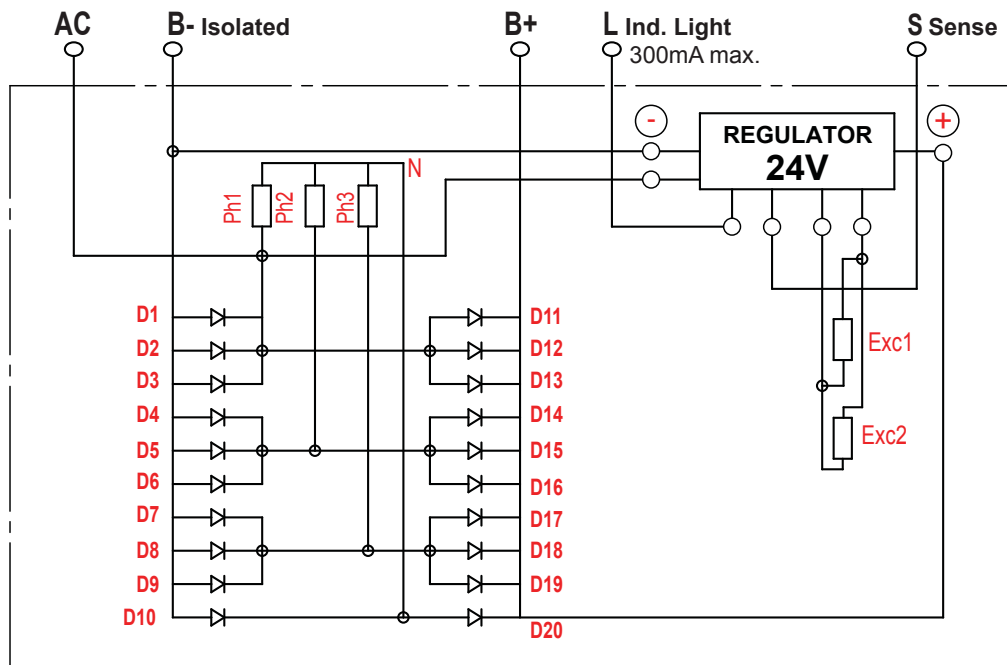 AC
B- Isolated
B+
L Ind. Light
300mA max.
S Sense
-
REGULATOR
24V
+
N
Ph1
Ph2
Ph3
D1
D11
D2
D12
D3
D13
D4
D14
D5
D15
D6
D16
D7
D17
D8
D18
D9
D19
D10
D20
Exc1
Exc2